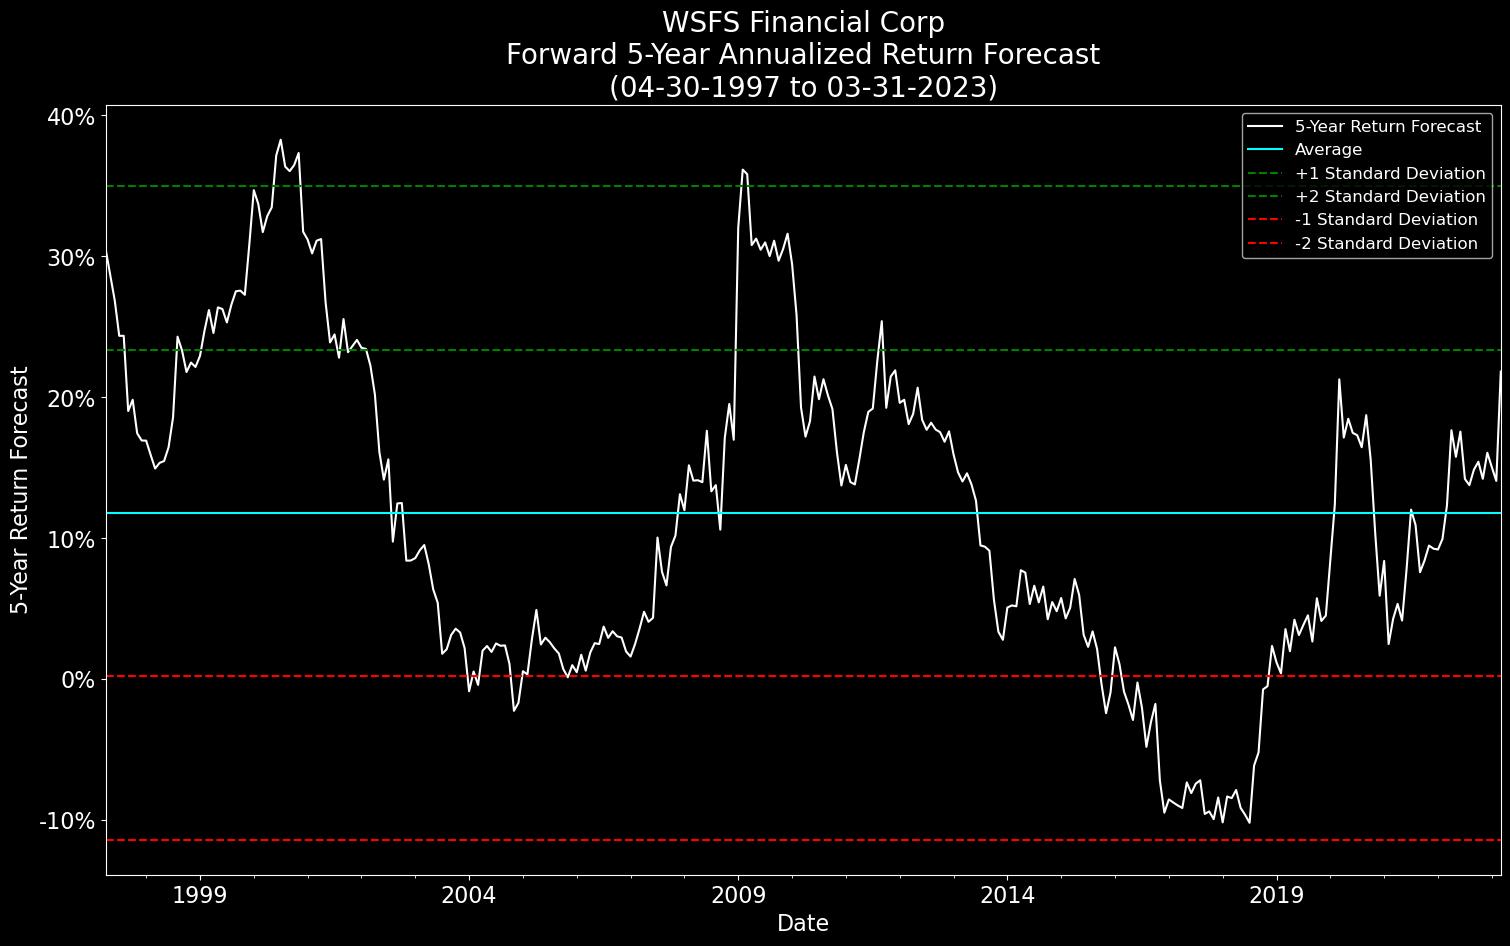 WSFS Financial Corp
Forward 5-Year Annualized Return Forecast
(04-30-1997 to 03-31-2023)
40%
30%
20%
10%
0%
-10%
5-Year Return Forecast
5-Year Return Forecast
Average
+1 Standard Deviation
+2 Standard Deviation
-1 Standard Deviation
-2 Standard Deviation
1999
2004
2009
2014
2019
Date